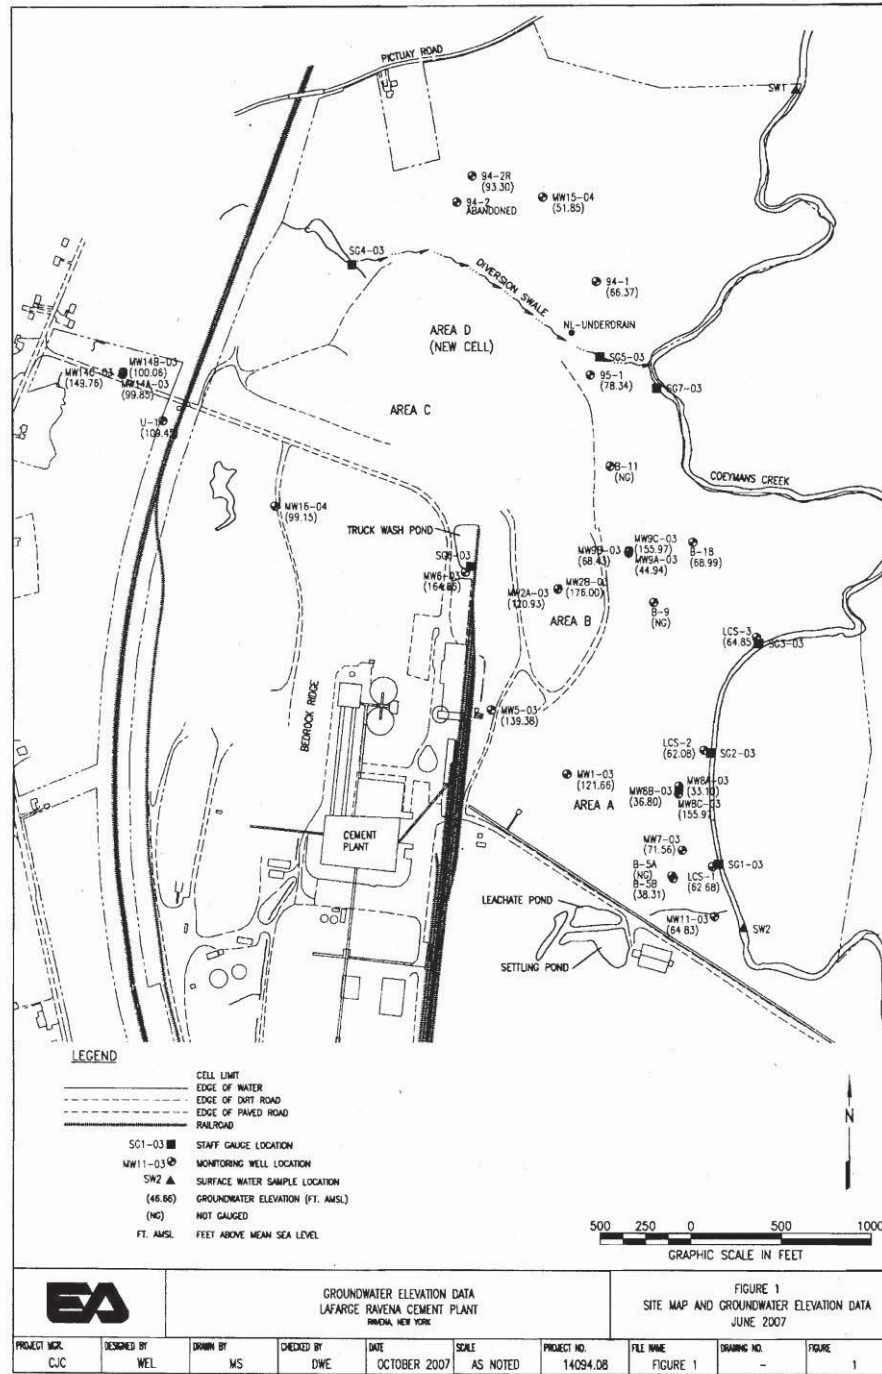 PICTUAY ROAD
SW1
94-2R
(93.30)
94-2
ABANDONED
MW15-04
(51.85)
SG4-03
DIVERSION SWALE
94-1
(66.37)
AREA D
(NEW CELL)
NL-UNDERDRAIN
SG5-03
MW14B-03
(100.06)
MW14C-03
(149.76)
MW14A-03
(99.85)
95-1
(78.34)
SG7-03
AREA C
U-1
B-11
(NG)
COEYMANS CREEK
MW16-04
(99.15)
TRUCK WASH POND
MW9C-03
(155.97)
MW9B-03
(68.43)
MW9A-03
(44.94)
B-18
(68.99)
MW6-03
MW2B-03
(176.00)
MW2A-03
(120.93)
B-9
(NG)
AREA B
LCS-3
(64.85)
SG3-03
BEDROCK RIDGE
MW5-03
(139.38)
LCS-2
(62.08)
SG2-03
MW1-03
(121.66)
MW8A-03
(33.10)
MW8B-03
(36.80)
MW8C-03
(155.97)
AREA A
CEMENT
PLANT
MW7-03
(71.56)
B-5A
(NG)
B-5B
(38.31)
LCS-1
(62.68)
SG1-03
LEACHATE POND
MW11-03
(64.83)
SW2
SETTLING POND
LEGEND
CELL LIMIT
EDGE OF WATER
EDGE OF DIRT ROAD
EDGE OF PAVED ROAD
RAILROAD
SG1-03 STAFF GAUGE LOCATION
MW11-03 MONITORING WELL LOCATION
SW2 SURFACE WATER SAMPLE LOCATION
(46.66) GROUNDWATER ELEVATION (FT. AMSL)
(NG) NOT GAUGED
FT. AMSL FEET ABOVE MEAN SEA LEVEL
N
500 250 0 500 1000
GRAPHIC SCALE IN FEET
EA
GROUNDWATER ELEVATION DATA
LAFARGE RAVENA CEMENT PLANT
RAVENA, NEW YORK
FIGURE 1
SITE MAP AND GROUNDWATER ELEVATION DATA
JUNE 2007
PROJECT MGR. DESIGNED BY DRAWN BY CHECKED BY DATE SCALE PROJECT NO. FILE NAME DRAWING NO. FIGURE
CJC WEL MS DWE OCTOBER 2007 AS NOTED 14094.08 FIGURE 1 - 1